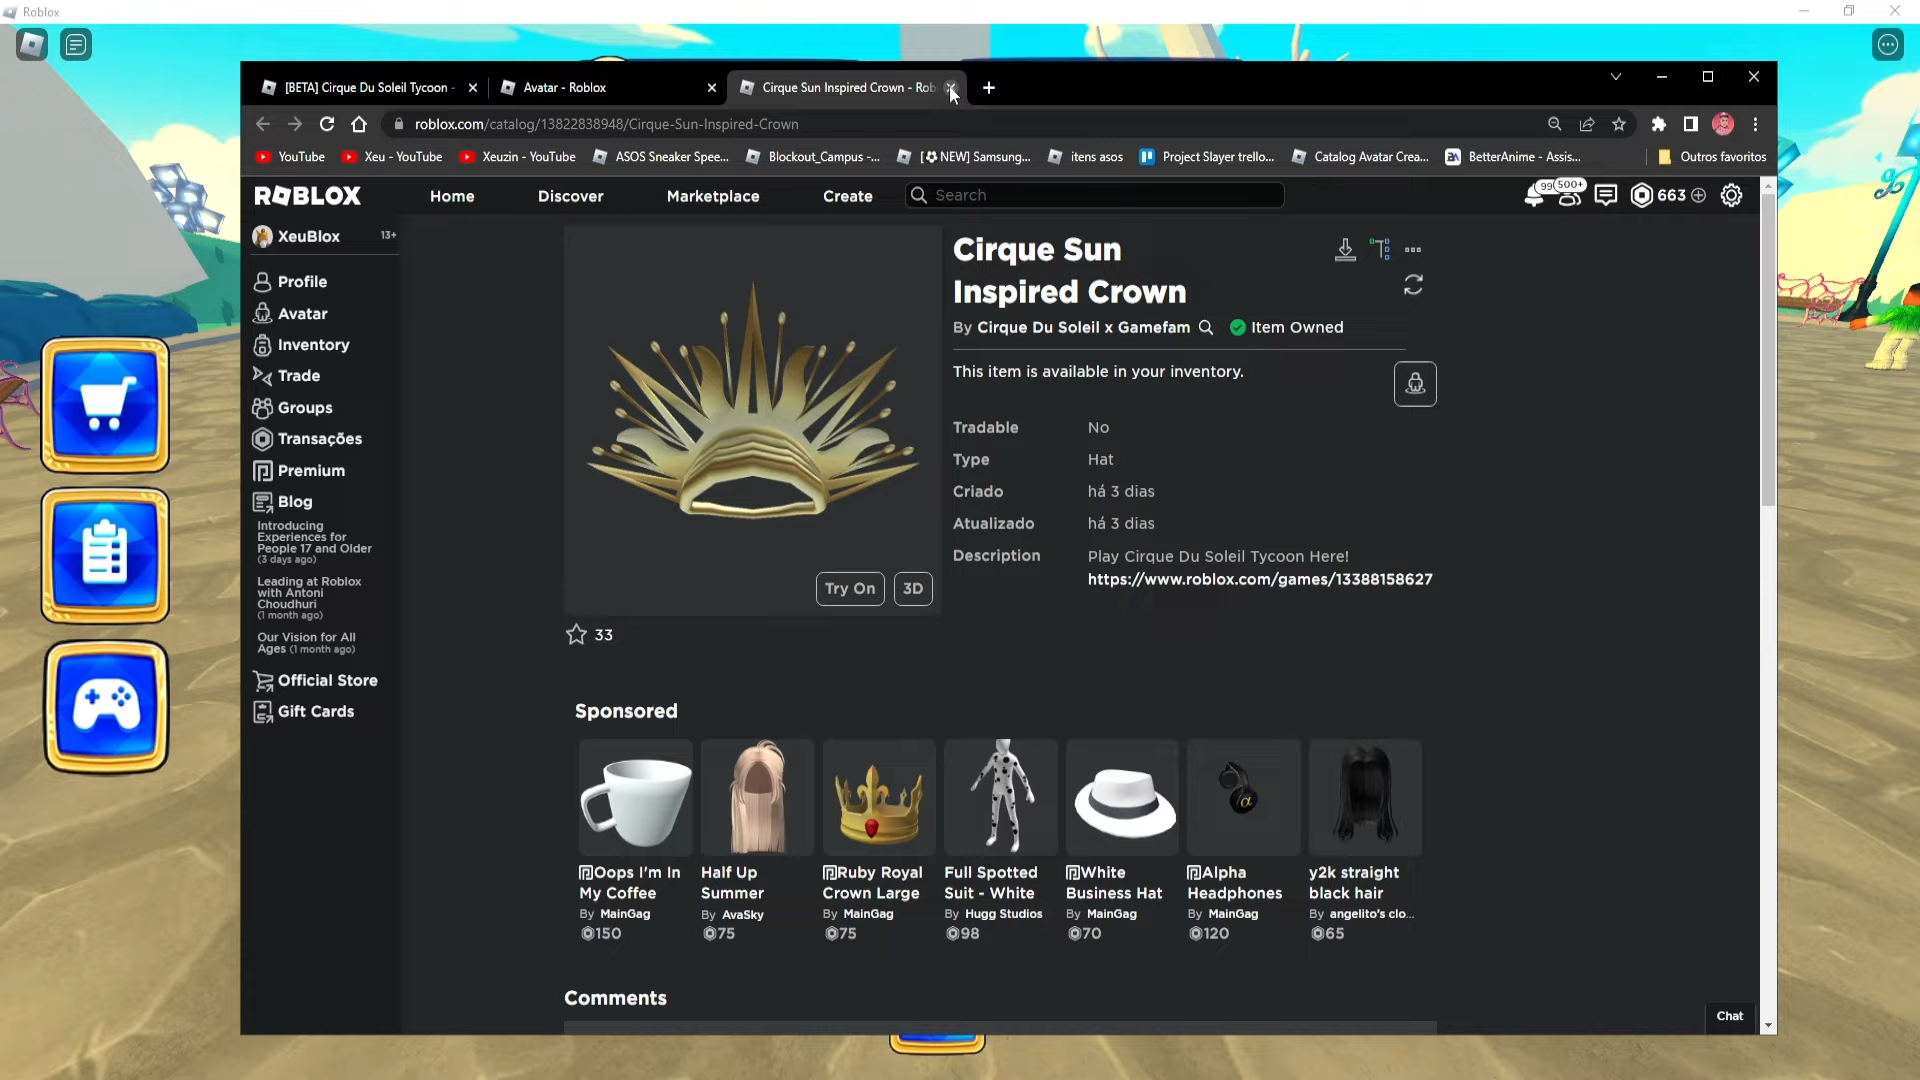 Roblox
[BETA] Cirque Du Soleil Tycoon -
Avatar - Roblox
Cirque Sun Inspired Crown - Rob
roblox.com/catalog/13822838948/Cirque-Sun-Inspired-Crown
YouTube
Xeu - YouTube
Xeuzin - YouTube
ASOS Sneaker Spee...
Blockout_Campus -...
[⚽NEW] Samsung...
itens asos
Project Slayer trello...
Catalog Avatar Crea...
BetterAnime - Assis...
Outros favoritos
ROBLOX
Home
Discover
Marketplace
Create
Search
99
500+
663
XeuBlox
13+
Profile
Avatar
Inventory
Trade
Groups
Transações
Premium
Blog
Introducing
Experiences for
People 17 and Older
(3 days ago)
Leading at Roblox
with Antoni
Choudhuri
(1 month ago)
Our Vision for All
Ages (1 month ago)
Official Store
Gift Cards
Try On
3D
33
Cirque Sun
Inspired Crown
By Cirque Du Soleil x Gamefam
Item Owned
This item is available in your inventory.
Tradable No
Type Hat
Criado há 3 dias
Atualizado há 3 dias
Description Play Cirque Du Soleil Tycoon Here!
https://www.roblox.com/games/13388158627
Sponsored
Oops I'm In
My Coffee
By MainGag
150
Half Up
Summer
By AvaSky
75
Ruby Royal
Crown Large
By MainGag
75
Full Spotted
Suit - White
By Hugg Studios
98
White
Business Hat
By MainGag
70
α
Alpha
Headphones
By MainGag
120
y2k straight
black hair
By angelito's clo...
65
Comments
Chat